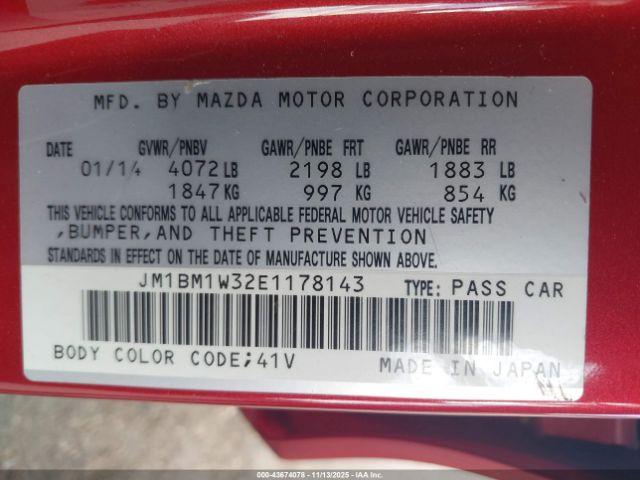 MFD. BY MAZDA MOTOR CORPORATION
DATE GVWR/PNBV GAWR/PNBE FRT GAWR/PNBE RR
01/14 4072 LB 2198 LB 1883 LB
1847 KG 997 KG 854 KG
THIS VEHICLE CONFORMS TO ALL APPLICABLE FEDERAL MOTOR VEHICLE SAFETY
,BUMPER,AND THEFT PREVENTION
STANDARDS IN EFFECT ON THE DATE OF MANUFACTURE SHOWN ABOVE.
JM1BM1W32E1178143 TYPE: PASS CAR
BODY COLOR CODE;41V MADE IN JAPAN
000-43674078 - 11/13/2025 - IAAI, Inc. Copyright